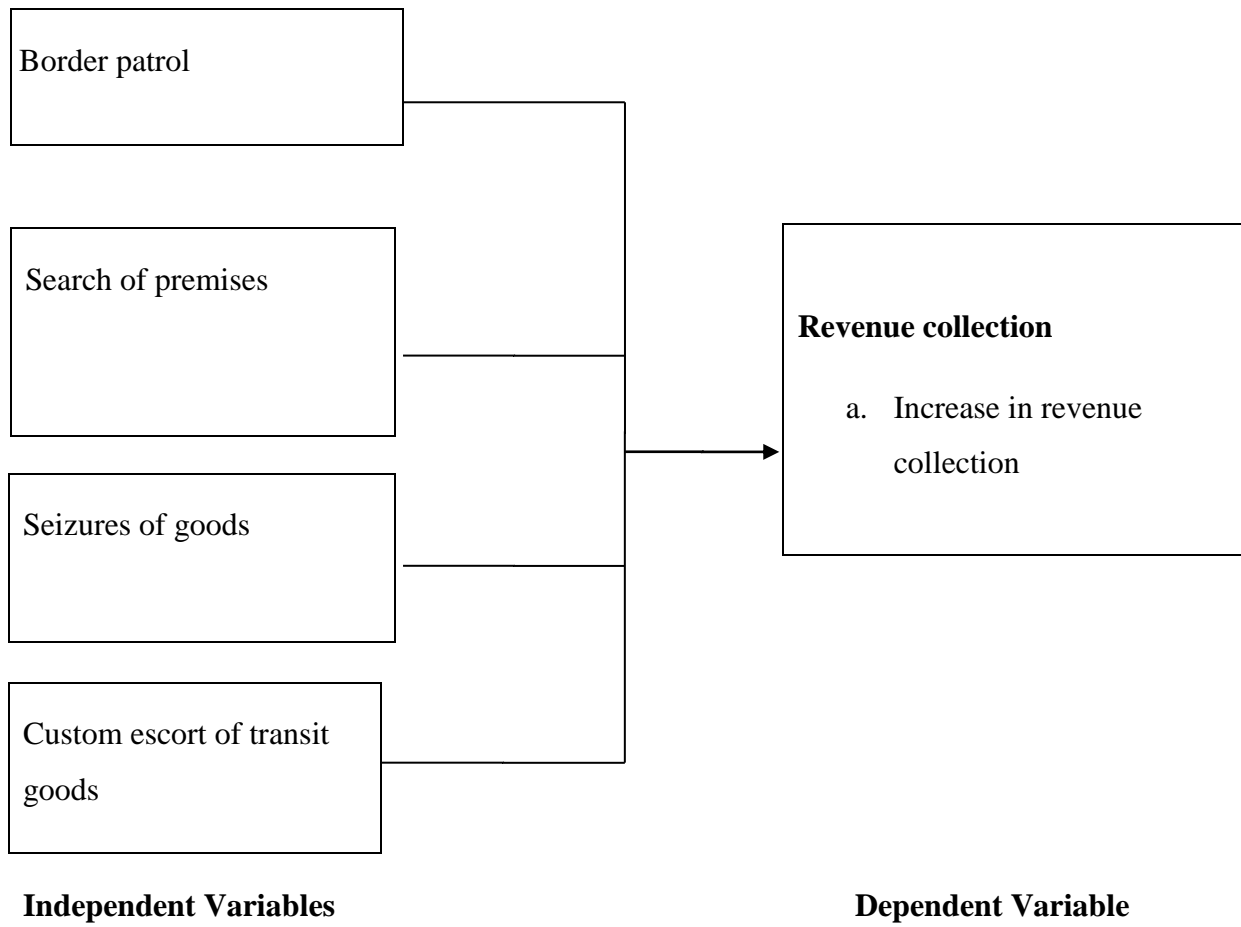 Border patrol
Search of premises
Seizures of goods
Custom escort of transit
goods
Revenue collection
a. Increase in revenue
collection
Independent Variables
Dependent Variable